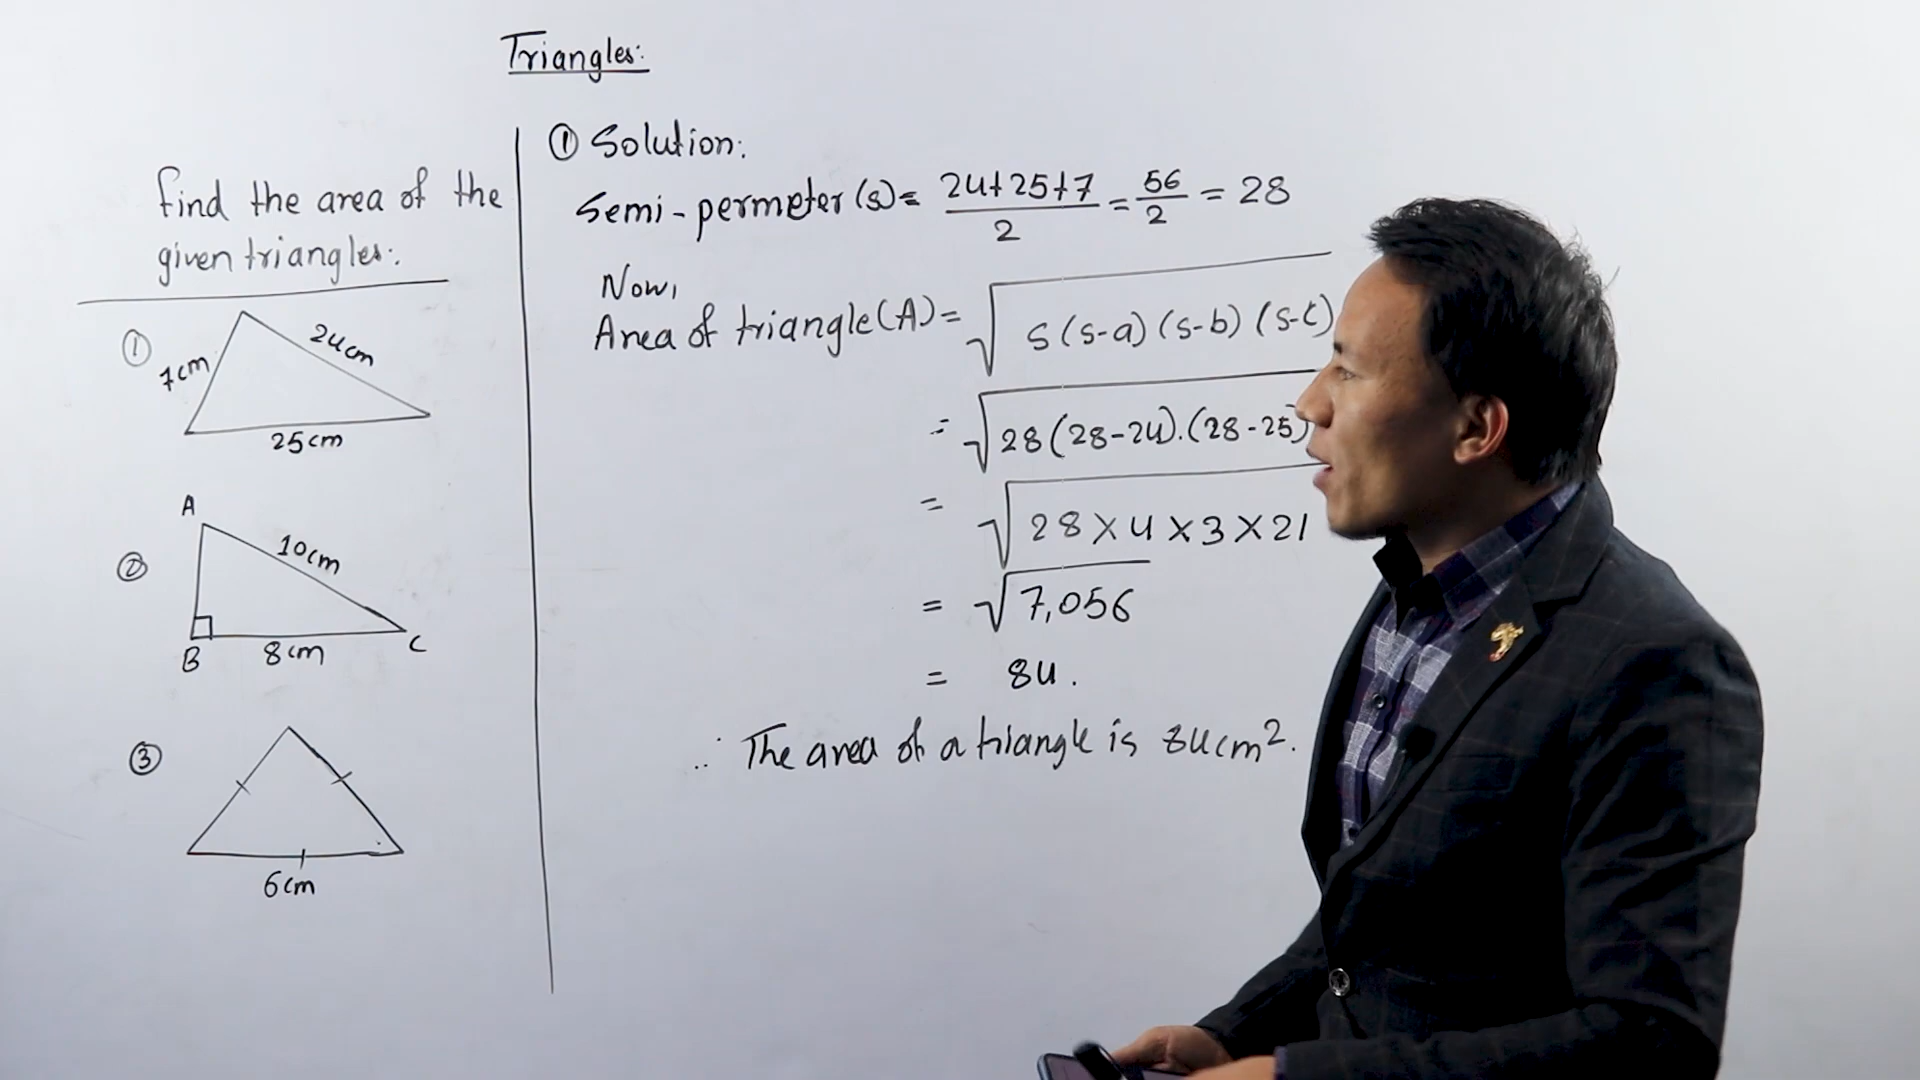 Triangles:
find the area of the
given triangles:
①
7cm
24cm
25cm
②
A
10cm
B
8cm
C
③
6cm
① Solution:
Semi-permeter (s) = 24+25+7/2 = 56/2 = 28
Now,
Area of triangle (A) = √s(s-a)(s-b)(s-c)
= √28(28-24).(28-25)
= √28×4×3×21
= √7,056
= 84.
∴ The area of a triangle is 84cm².